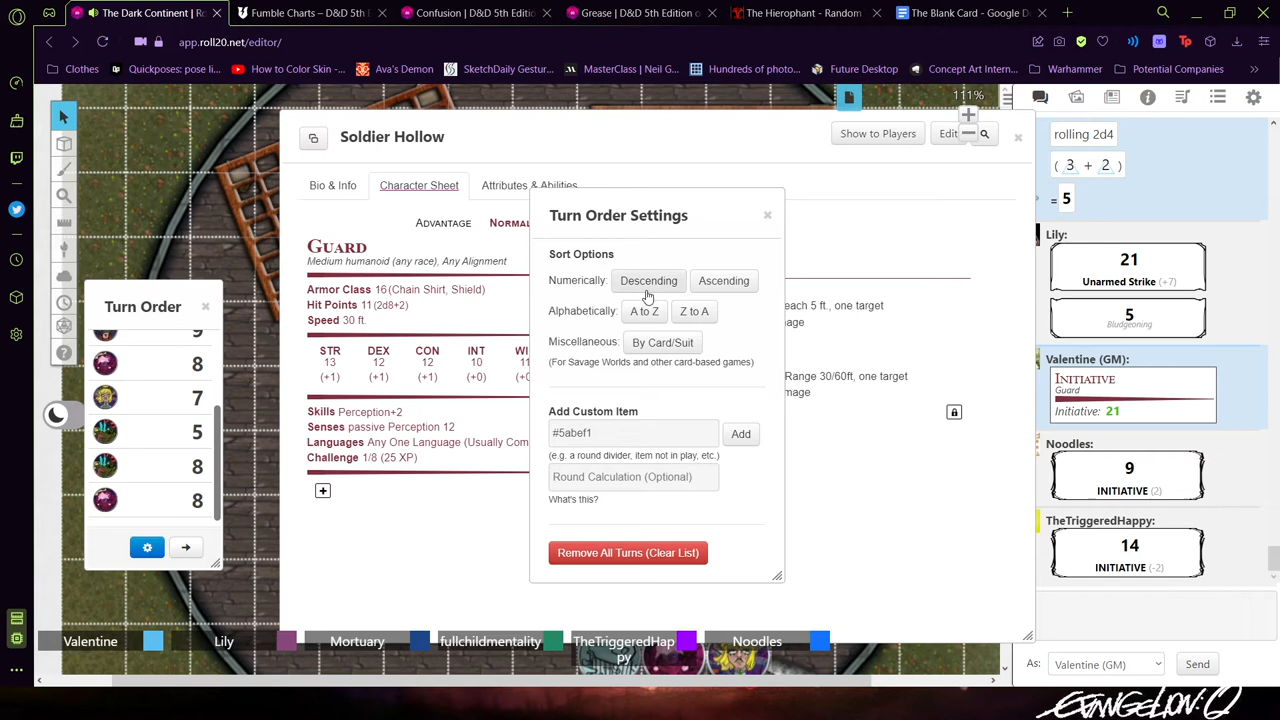 The Dark Continent | Ro
Fumble Charts – D&D 5E
Confusion | D&D 5th Edition
Grease | D&D 5th Edition o
The Hierophant - Random
The Blank Card - Google D
app.roll20.net/editor/
Clothes
Quickposes: pose li...
How to Color Skin -...
Ava's Demon
SketchDaily Gestur...
MasterClass | Neil G...
Hundreds of photo...
Future Desktop
Concept Art Intern...
Warhammer
Potential Companies
111%
Soldier Hollow
Show to Players
Edit
Bio & Info
Character Sheet
Attributes & Abilities
Advantage
Guard
Medium humanoid (any race), Any Alignment
Armor Class 16 (Chain Shirt, Shield)
Hit Points 11 (2d8+2)
Speed 30 ft.
STR DEX CON INT
13 12 12 10 11
(+1) (+1) (+1) (+0)
Skills Perception+2
Senses passive Perception 12
Languages Any One Language (Usually Com
Challenge 1/8 (25 XP)
each 5 ft., one target
Range 30/60ft, one target
Turn Order Settings
Sort Options
Numerically: Descending Ascending
Alphabetically: A to Z Z to A
Miscellaneous: By Card/Suit
(For Savage Worlds and other card-based games)
Add Custom Item
#5abef1 Add
(e.g. a round divider, item not in play, etc.)
Round Calculation (Optional)
What's this?
Remove All Turns (Clear List)
Turn Order
9
8
7
5
8
8
rolling 2d4
( 3 + 2 )
= 5
Lily:
21
Unarmed Strike (+7)
5
Bludgeoning
Valentine (GM):
Initiative
Guard
Initiative: 21
Noodles:
9
INITIATIVE (2)
TheTriggeredHappy:
14
INITIATIVE (-2)
As: Valentine (GM) Send
Valentine
Lily
Mortuary
fullchildmentality
TheTriggeredHap
py
Noodles